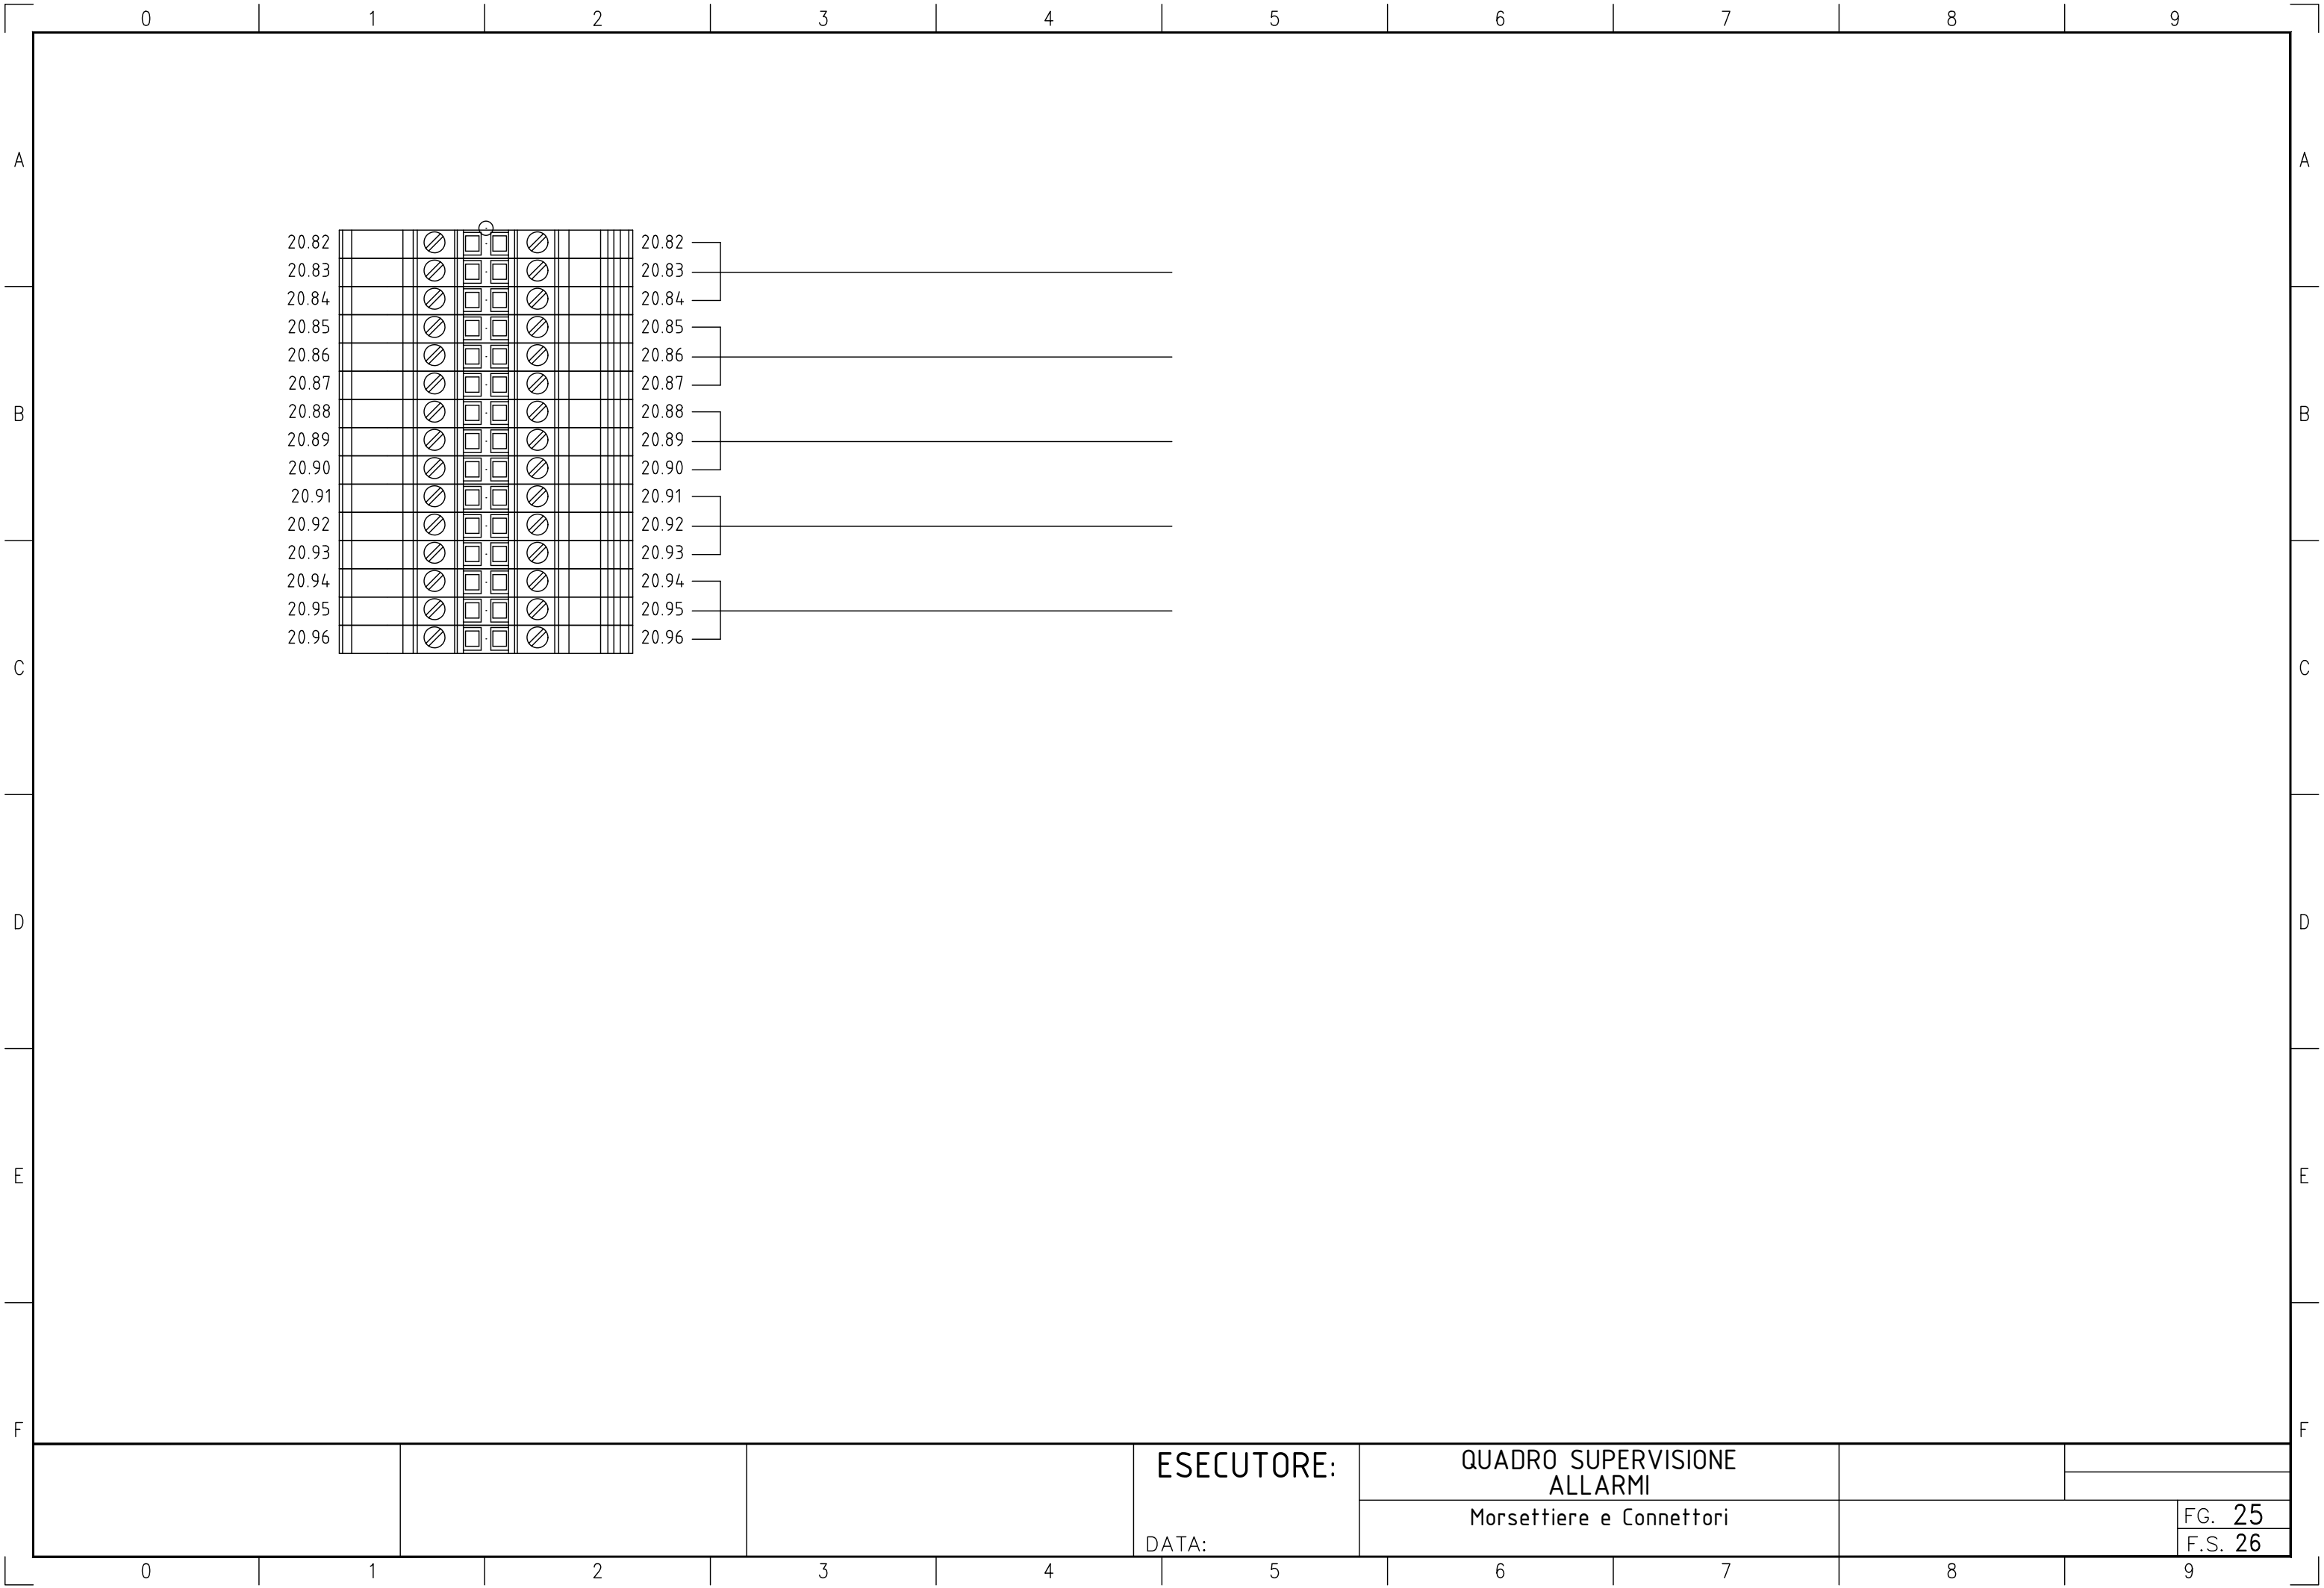 0 1 2 3 4 5 6 7 8 9
A A
20.82 20.82
20.83 20.83
20.84 20.84
20.85 20.85
20.86 20.86
20.87 20.87
20.88 20.88
B B
20.89 20.89
20.90 20.90
20.91 20.91
20.92 20.92
20.93 20.93
20.94 20.94
20.95 20.95
20.96 20.96
C C
D D
E E
F F
ESECUTORE:
DATA:
QUADRO SUPERVISIONE
ALLARMI
Morsettiere e Connettori
FG. 25
F.S. 26
0 1 2 3 4 5 6 7 8 9